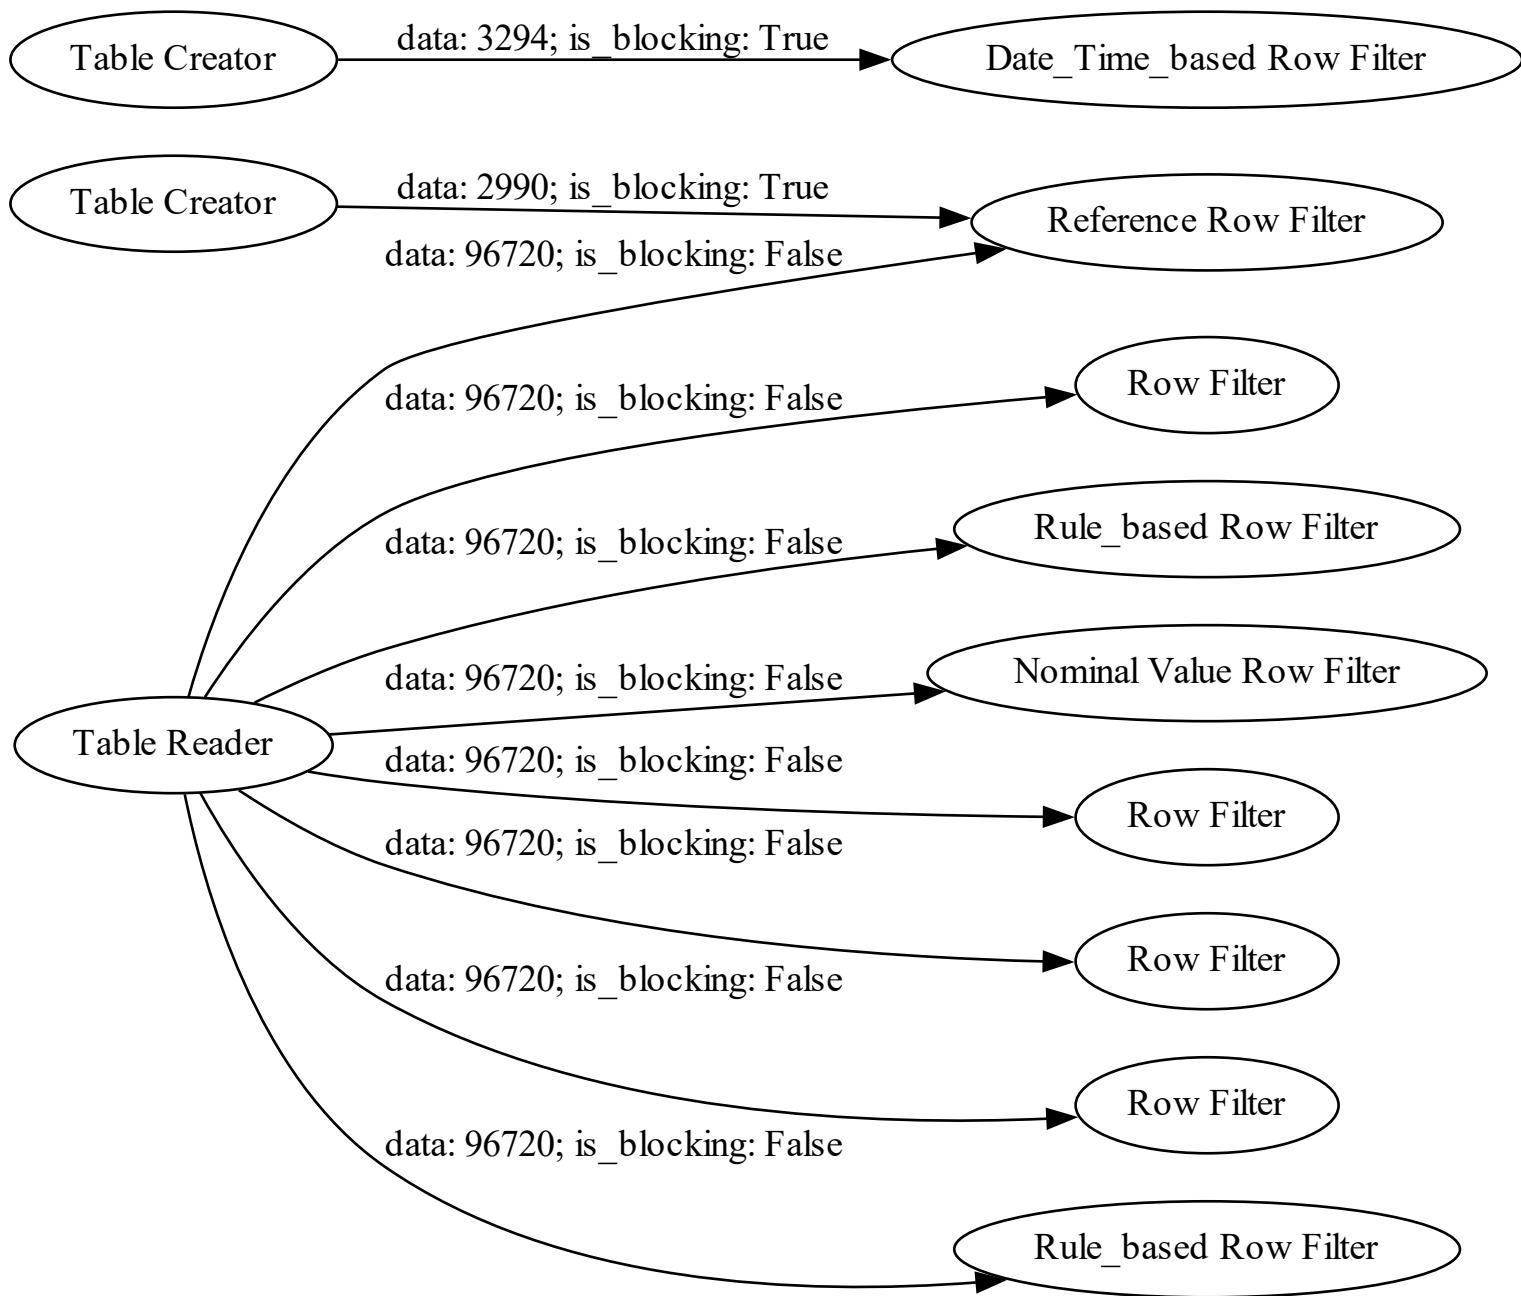 Table Creator
data: 3294; is_blocking: True
Date_Time_based Row Filter
Table Creator
data: 2990; is_blocking: True
Reference Row Filter
data: 96720; is_blocking: False
Row Filter
data: 96720; is_blocking: False
Rule_based Row Filter
data: 96720; is_blocking: False
Nominal Value Row Filter
data: 96720; is_blocking: False
Table Reader
data: 96720; is_blocking: False
Row Filter
data: 96720; is_blocking: False
Row Filter
data: 96720; is_blocking: False
Row Filter
data: 96720; is_blocking: False
Rule_based Row Filter